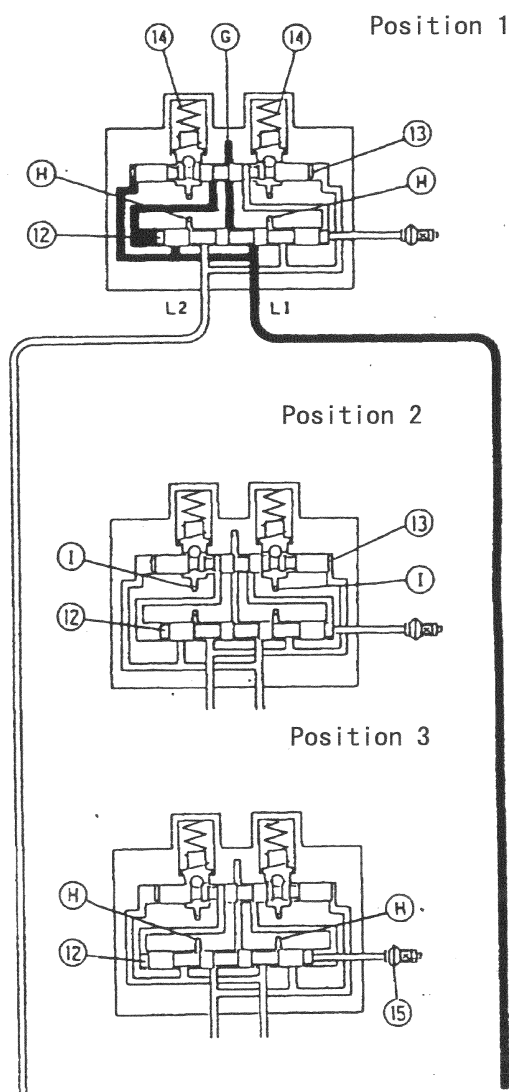 Position 1
14 G 14
13
H H
12
L2 L1
Position 2
13
I I
12
Position 3
H H
12
15